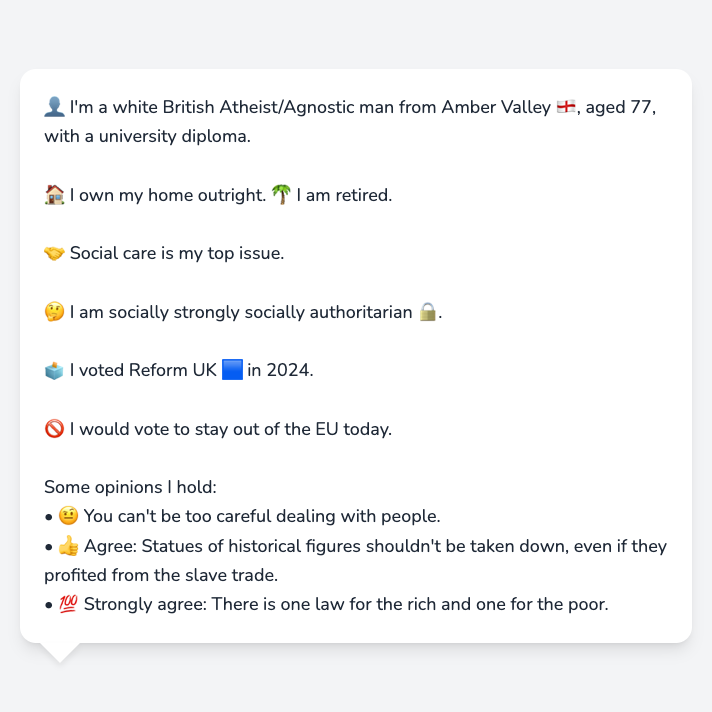 👤 I'm a white British Atheist/Agnostic man from Amber Valley 🏴󠁧󠁢󠁥󠁮󠁧󠁿, aged 77,
with a university diploma.
🏠 I own my home outright. 🌴 I am retired.
🤝 Social care is my top issue.
🤔 I am socially strongly socially authoritarian 🔒.
🗳️ I voted Reform UK 🟦 in 2024.
🚫 I would vote to stay out of the EU today.
Some opinions I hold:
• 🤨 You can't be too careful dealing with people.
• 👍 Agree: Statues of historical figures shouldn't be taken down, even if they
profited from the slave trade.
• 💯 Strongly agree: There is one law for the rich and one for the poor.